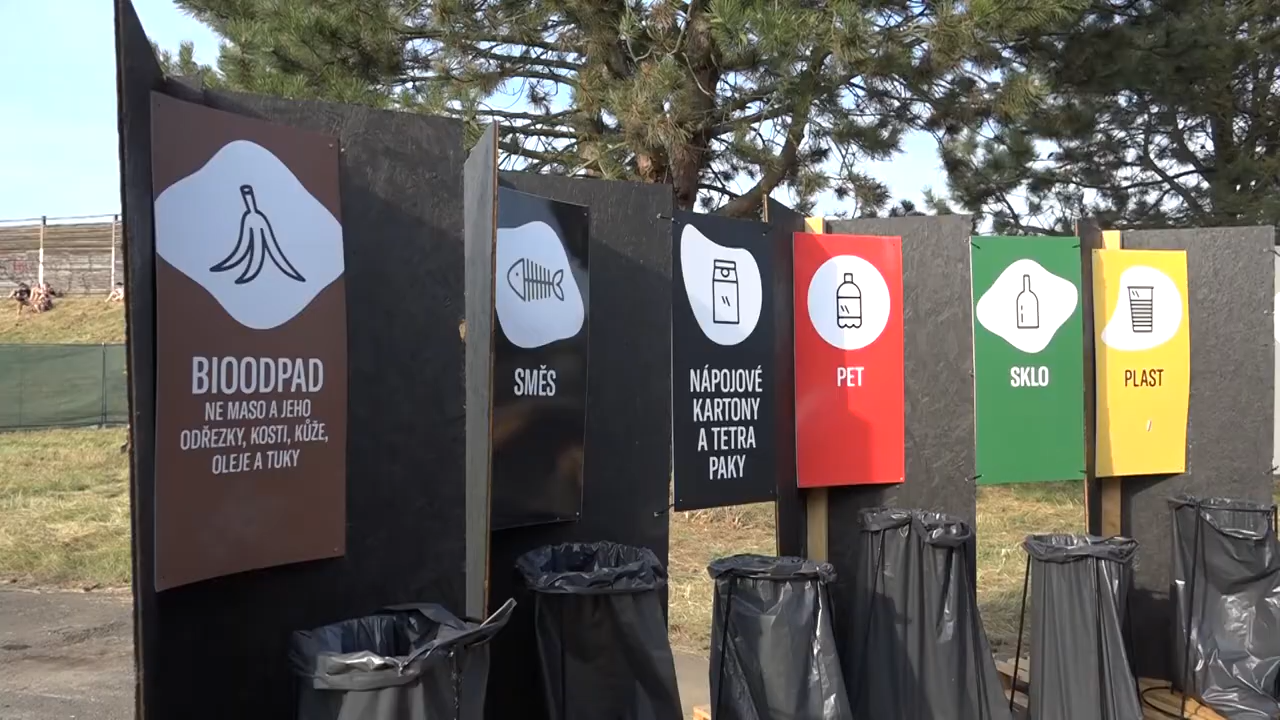 BIOODPAD
NE MASO A JEHO
ODŘEZKY, KOSTI, KŮŽE,
OLEJE A TUKY
SMĚS
NÁPOJOVÉ
KARTONY
A TETRA
PAKY
PET
SKLO
PLAST